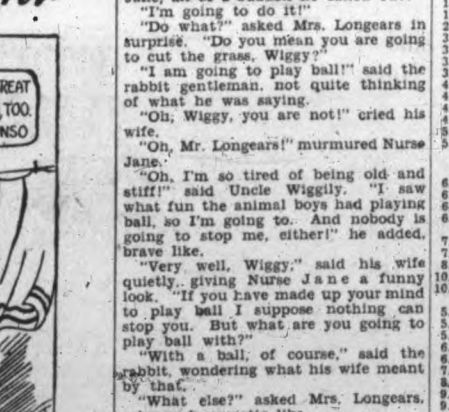 REAT
TOO.
NSO
"I'm going to do it!"
"Do what?" asked Mrs. Longears in
surprise. "Do you mean you are going
to cut the grass, Wiggy?"
"I am going to play ball!" said the
rabbit gentleman, not quite thinking
of what he was saying.
"Oh, Wiggy, you are not!" cried his
wife.
"Oh, Mr. Longears!" murmured Nurse
Jane.
"Oh, I'm so tired of being old and
stiff!" said Uncle Wiggily. "I saw
what fun the animal boys had playing
ball, so I'm going to. And nobody is
going to stop me, either!" he added,
brave like.
"Very well, Wiggy," said his wife
quietly, giving Nurse Jane a funny
look. "If you have made up your mind
to play ball I suppose nothing can
stop you. But what are you going to
play ball with?"
"With a ball, of course," said the
rabbit, wondering what his wife meant
by that.
"What else?" asked Mrs. Longears,